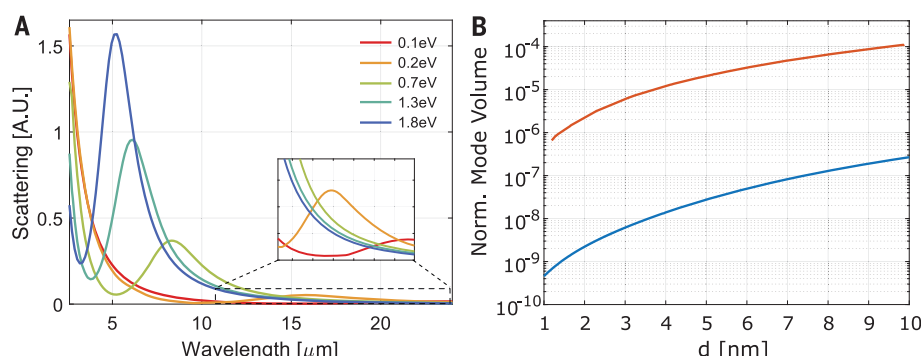 A
B
Scattering [A.U.]
1.5
1
0.5
0
0.1eV
0.2eV
0.7eV
1.3eV
1.8eV
5
10
15
20
Wavelength [μm]
Norm. Mode Volume
10⁻⁴
10⁻⁵
10⁻⁶
10⁻⁷
10⁻⁸
10⁻⁹
10⁻¹⁰
1
2
3
4
5
6
7
8
9
10
d [nm]